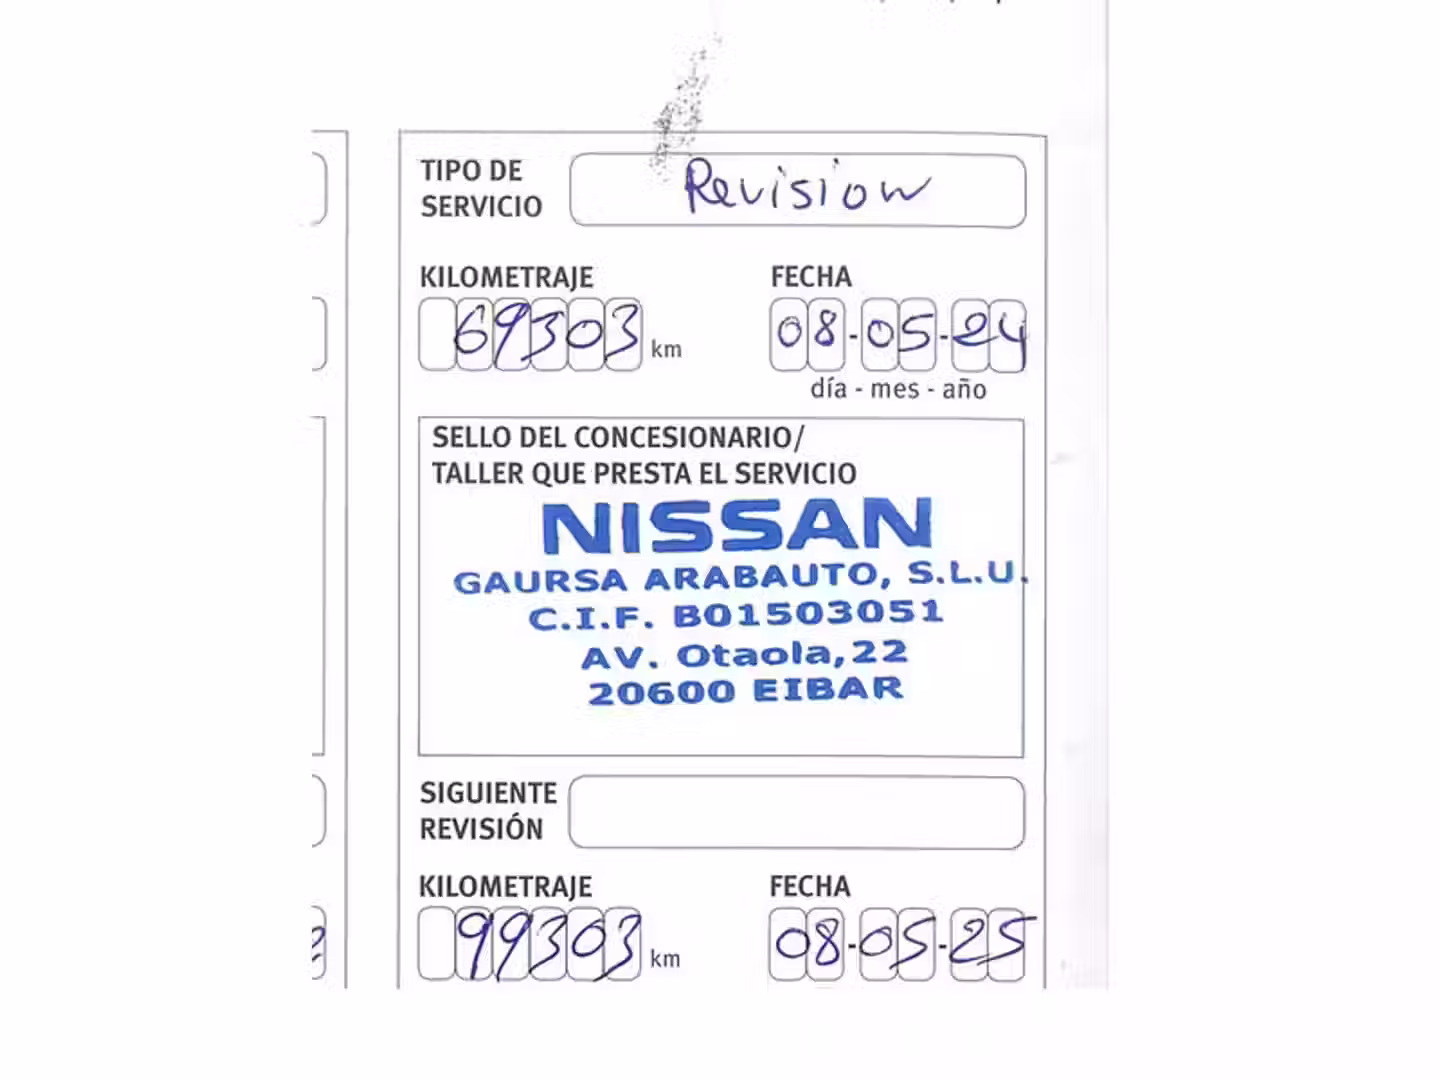 TIPO DE
SERVICIO
Revision
KILOMETRAJE
69303 km
FECHA
08-05-24
día - mes - año
SELLO DEL CONCESIONARIO/
TALLER QUE PRESTA EL SERVICIO
NISSAN
GAURSA ARABAUTO, S.L.U.
C.I.F. B01503051
AV. Otaola,22
20600 EIBAR
SIGUIENTE
REVISIÓN
KILOMETRAJE
99303 km
FECHA
08-05-25